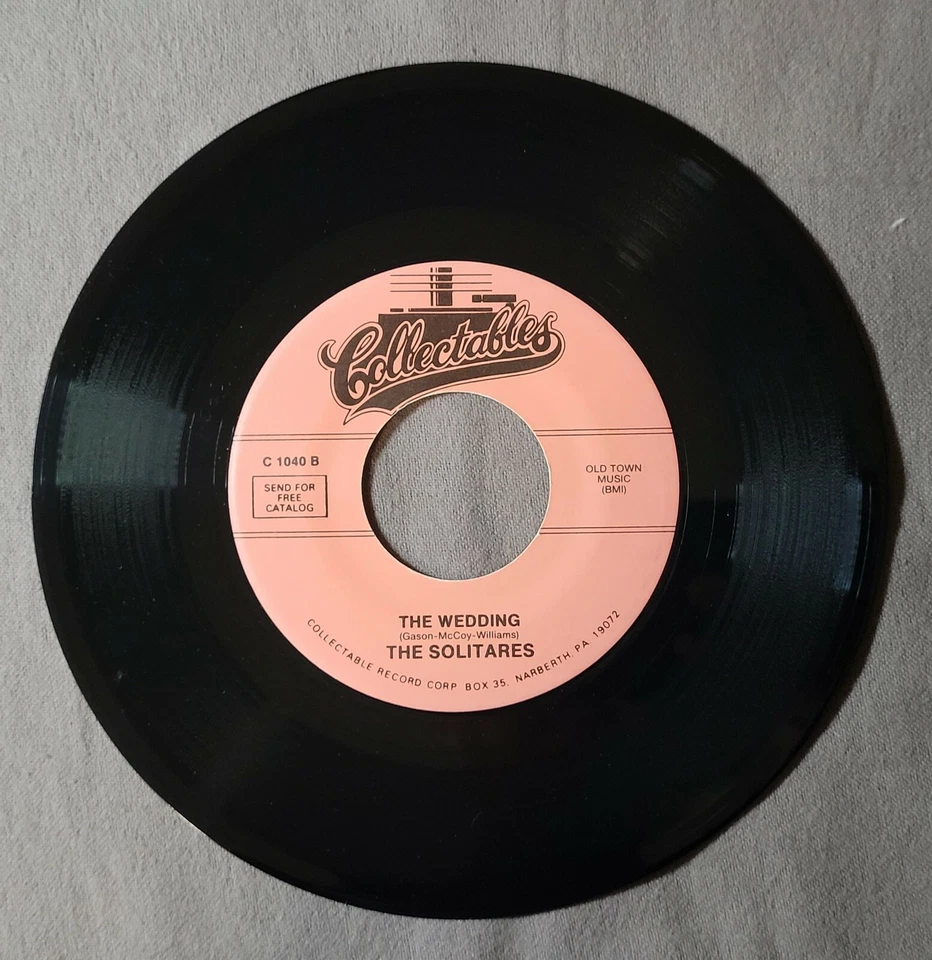 Collectables
C 1040 B
SEND FOR
FREE
CATALOG
OLD TOWN
MUSIC
(BMI)
THE WEDDING
(Gason-McCoy-Williams)
THE SOLITARES
COLLECTABLE RECORD CORP BOX 35, NARBERTH, PA 19072